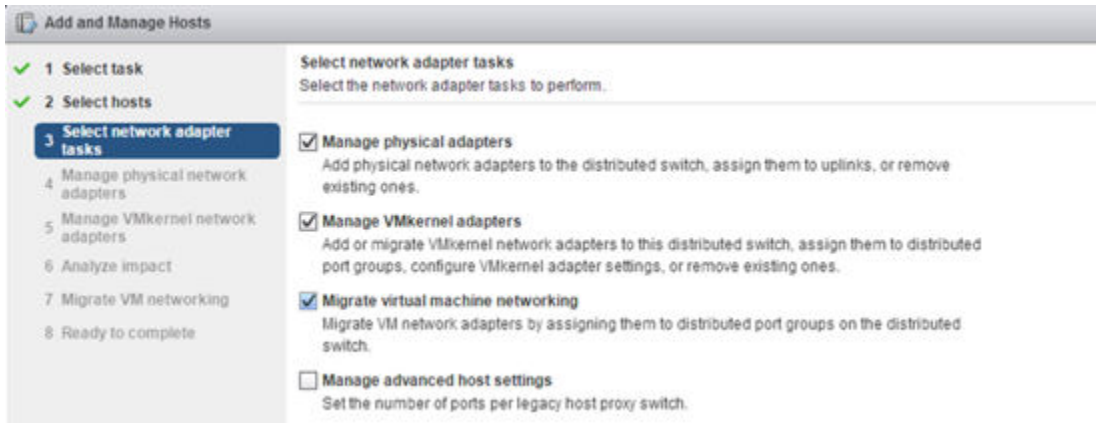 Add and Manage Hosts
1 Select task
2 Select hosts
3 Select network adapter
tasks
4 Manage physical network
adapters
5 Manage VMkernel network
adapters
6 Analyze impact
7 Migrate VM networking
8 Ready to complete
Select network adapter tasks
Select the network adapter tasks to perform.
Manage physical adapters
Add physical network adapters to the distributed switch, assign them to uplinks, or remove
existing ones.
Manage VMkernel adapters
Add or migrate VMkernel network adapters to this distributed switch, assign them to distributed
port groups, configure VMkernel adapter settings, or remove existing ones.
Migrate virtual machine networking
Migrate VM network adapters by assigning them to distributed port groups on the distributed
switch.
Manage advanced host settings
Set the number of ports per legacy host proxy switch.